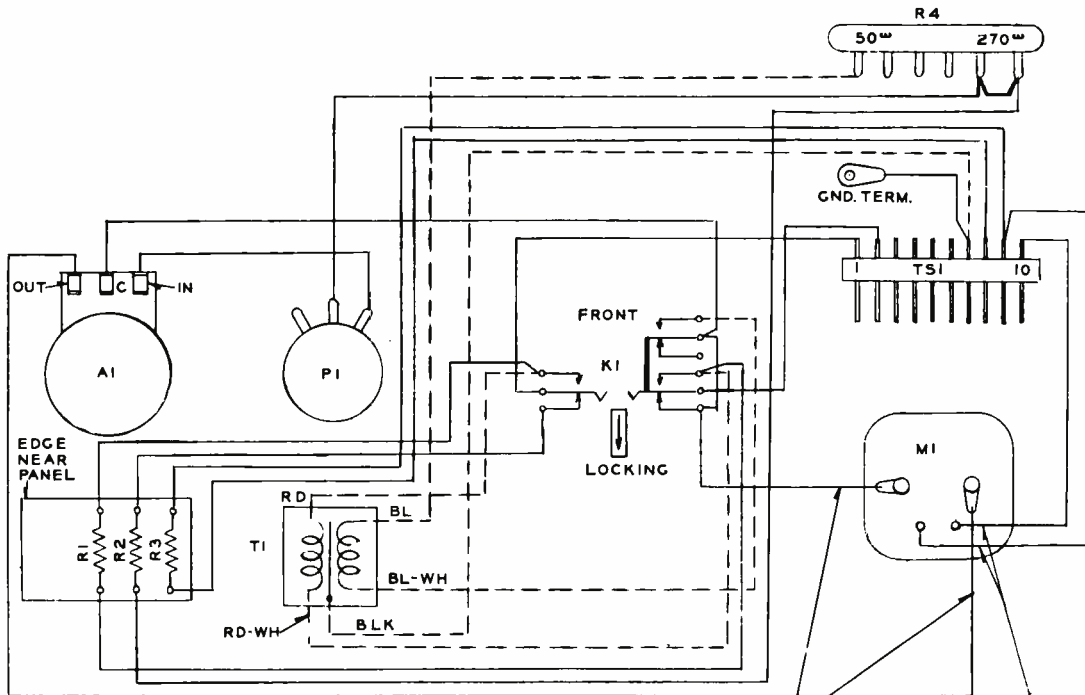 R4
50ω 270ω
GND. TERM.
1 TS1 10
OUT C IN
A1
P1
FRONT
K1
LOCKING
M1
EDGE
NEAR
PANEL
R1 R2 R3
RD
BL
T1
BL-WH
RD-WH
BLK